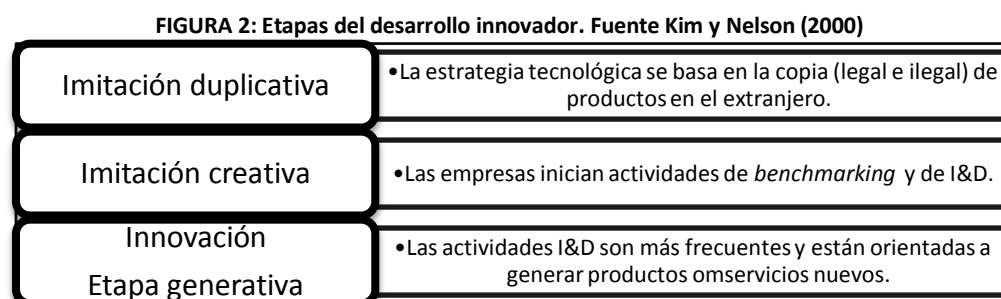 FIGURA 2: Etapas del desarrollo innovador. Fuente Kim y Nelson (2000)
Imitación duplicativa
•La estrategia tecnológica se basa en la copia (legal e ilegal) de
productos en el extranjero.
Imitación creativa
•Las empresas inician actividades de benchmarking y de I&D.
Innovación
Etapa generativa
•Las actividades I&D son más frecuentes y están orientadas a
generar productos omservicios nuevos.